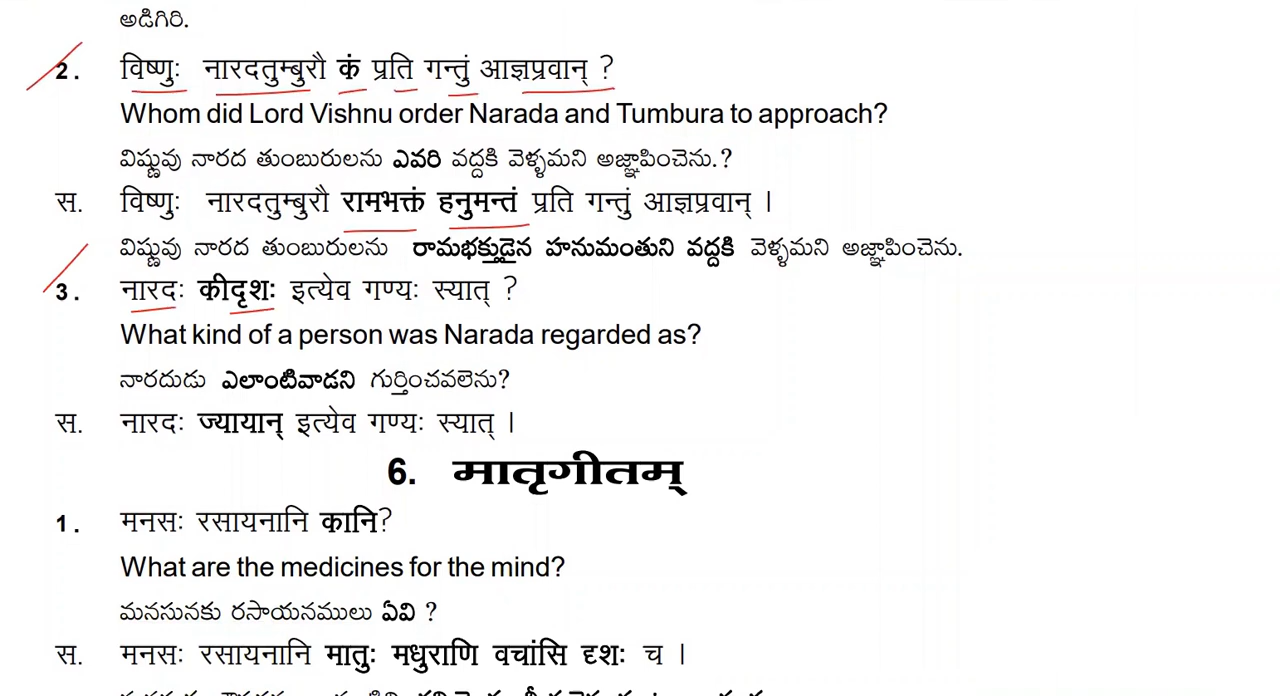 అడిగిరి.
2. विष्णुः नारदतुम्बुरौ कं प्रति गन्तुं आज्ञप्रवान् ?
Whom did Lord Vishnu order Narada and Tumbura to approach?
విష్ణువు నారద తుంబురులను ఎవరి వద్దకి వెళ్ళమని అజ్ఞాపించెను.?
స. विष्णुः नारदतुम्बुरौ रामभक्तं हनुमन्तं प्रति गन्तुं आज्ञप्रवान् ।
విష్ణువు నారద తుంబురులను రామభక్తుడైన హనుమంతుని వద్దకి వెళ్ళమని అజ్ఞాపించెను.
3. नारदः कीदृशः इत्येव गण्यः स्यात् ?
What kind of a person was Narada regarded as?
నారదుడు ఎలాంటివాడని గుర్తించవలెను?
స. नारदः ज्यायान् इत्येव गण्यः स्यात् ।
6. मातृगीतम्
1. मनसः रसायनानि कानि?
What are the medicines for the mind?
మనసునకు రసాయనములు ఏవి ?
స. मनसः रसायनानि मातुः मधुराणि वचांसि दृशः च ।